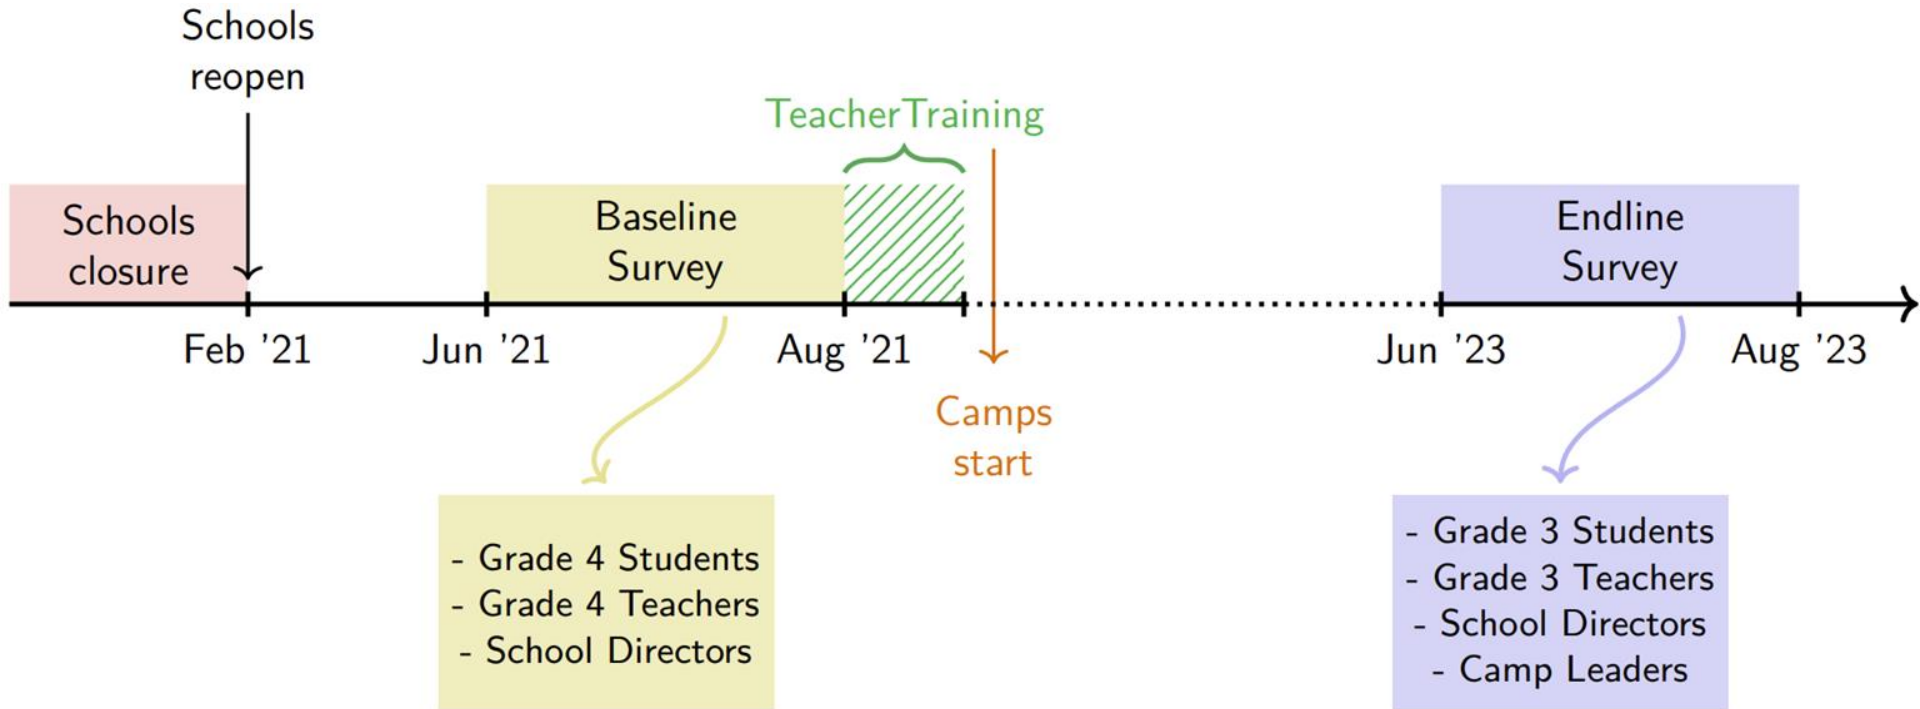 Schools
reopen
TeacherTraining
Schools
closure
Baseline
Survey
Endline
Survey
Feb '21
Jun '21
Aug '21
Jun '23
Aug '23
Camps
start
- Grade 4 Students
- Grade 4 Teachers
- School Directors
- Grade 3 Students
- Grade 3 Teachers
- School Directors
- Camp Leaders